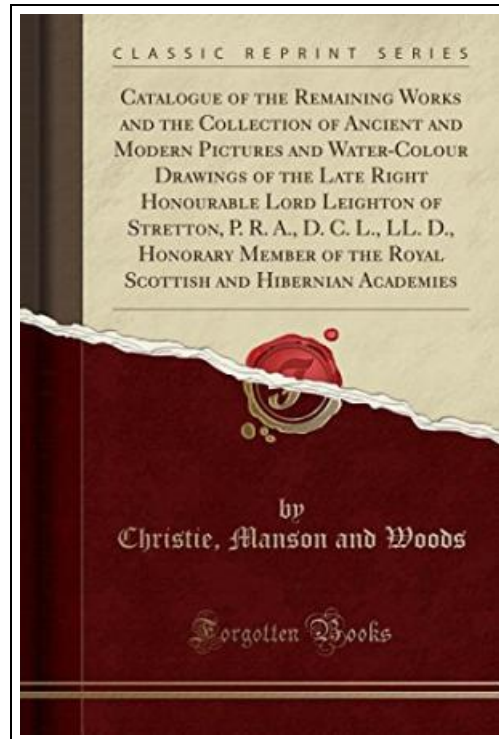 CLASSIC REPRINT SERIES
CATALOGUE OF THE REMAINING WORKS
AND THE COLLECTION OF ANCIENT AND
MODERN PICTURES AND WATER-COLOUR
DRAWINGS OF THE LATE RIGHT
HONOURABLE LORD LEIGHTON OF
STRETTON, P. R. A., D. C. L., LL. D.,
HONORARY MEMBER OF THE ROYAL
SCOTTISH AND HIBERNIAN ACADEMIES
by
Christie, Manson and Woods
Forgotten Books